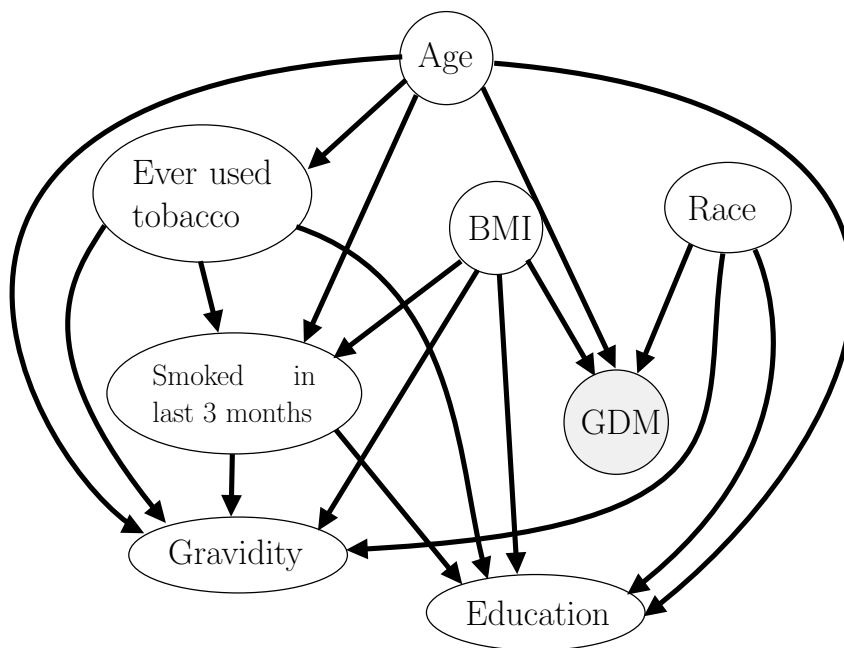 Age
Ever used
tobacco
BMI
Race
Smoked in
last 3 months
GDM
Gravidity
Education